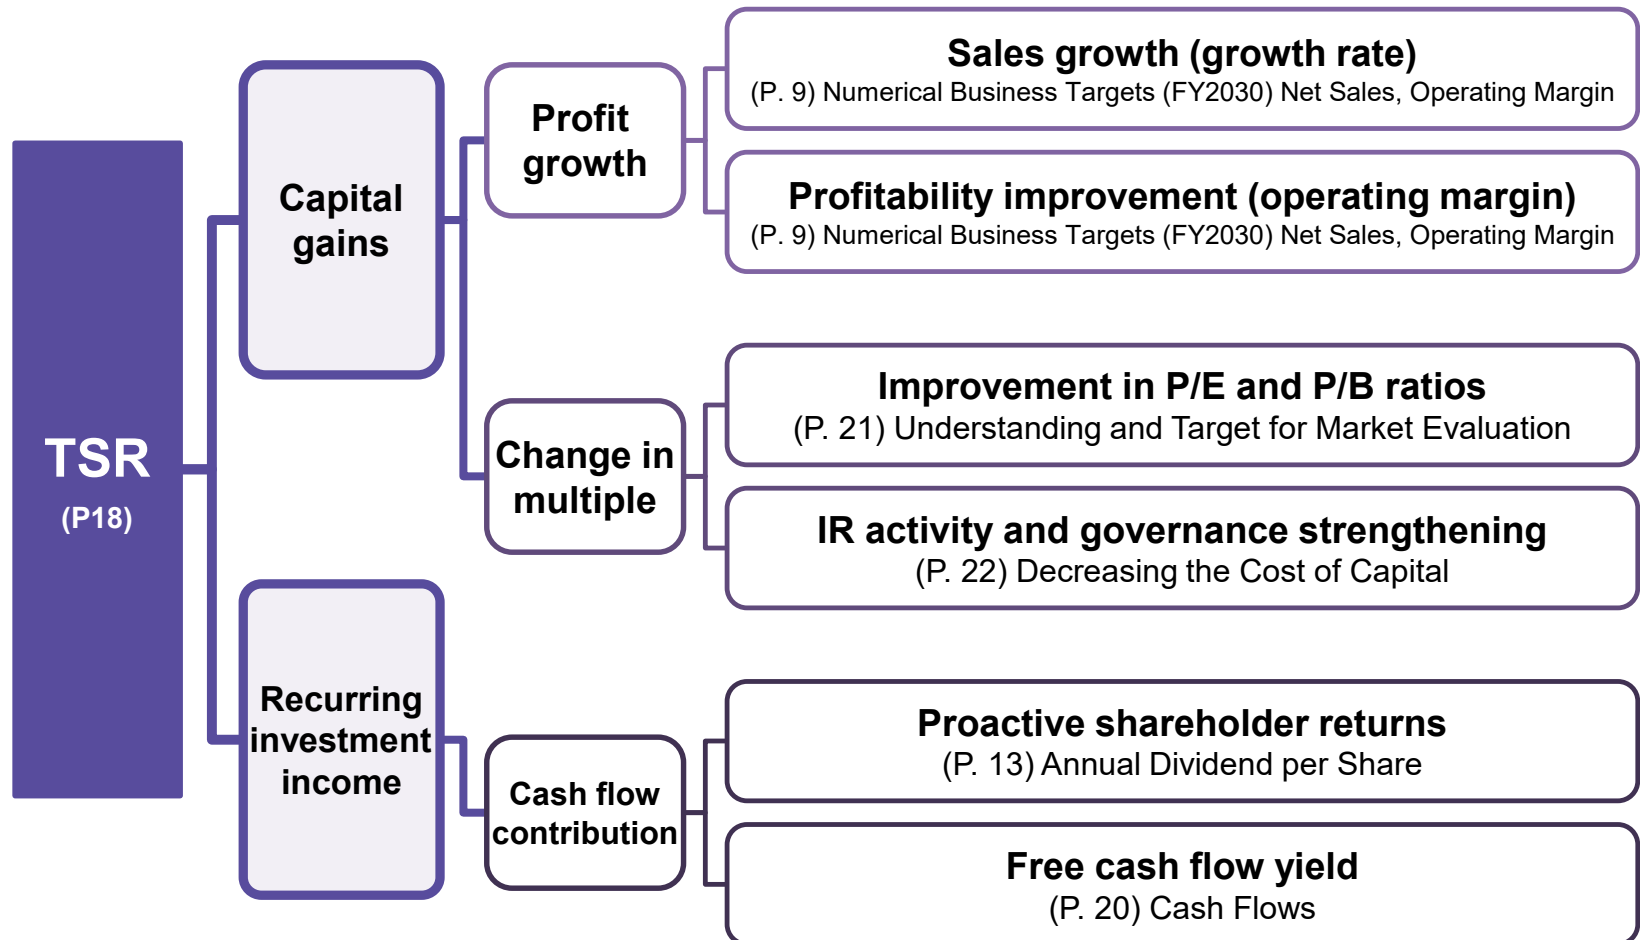 TSR
(P18)
Capital
gains
Recurring
investment
income
Profit
growth
Change in
multiple
Cash flow
contribution
Sales growth (growth rate)
(P. 9) Numerical Business Targets (FY2030) Net Sales, Operating Margin
Profitability improvement (operating margin)
(P. 9) Numerical Business Targets (FY2030) Net Sales, Operating Margin
Improvement in P/E and P/B ratios
(P. 21) Understanding and Target for Market Evaluation
IR activity and governance strengthening
(P. 22) Decreasing the Cost of Capital
Proactive shareholder returns
(P. 13) Annual Dividend per Share
Free cash flow yield
(P. 20) Cash Flows